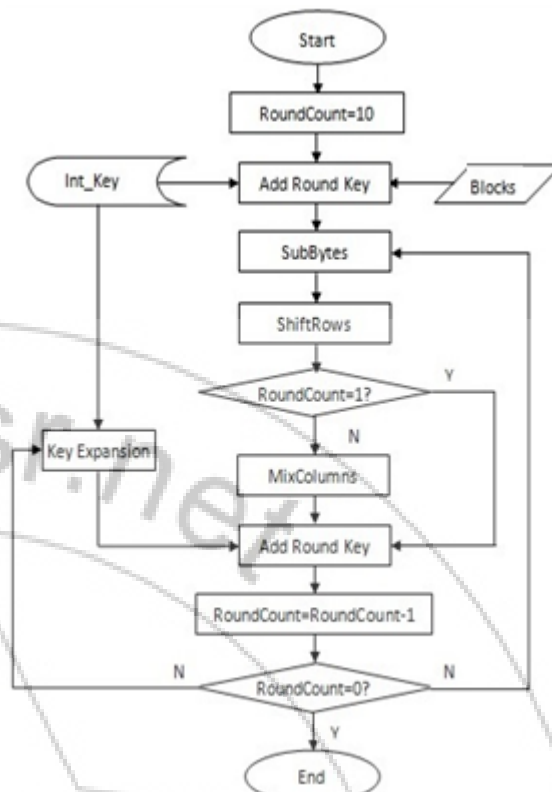 Start
RoundCount=10
Int_Key
Add Round Key
Blocks
SubBytes
ShiftRows
RoundCount=1?
Y
N
Key Expansion
MixColumns
Add Round Key
RoundCount=RoundCount-1
N
RoundCount=0?
N
Y
End